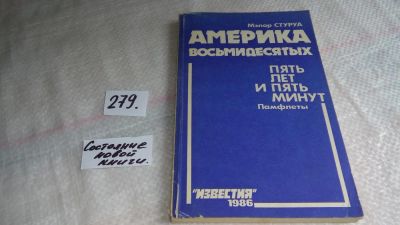 Мэлор СТУРУА
АМЕРИКА
ВОСЬМИДЕСЯТЫХ
ПЯТЬ
ЛЕТ
И ПЯТЬ
МИНУТ
Памфлеты
"ИЗВЕСТИЯ"
1986
279.
Состояние
новой
книги.